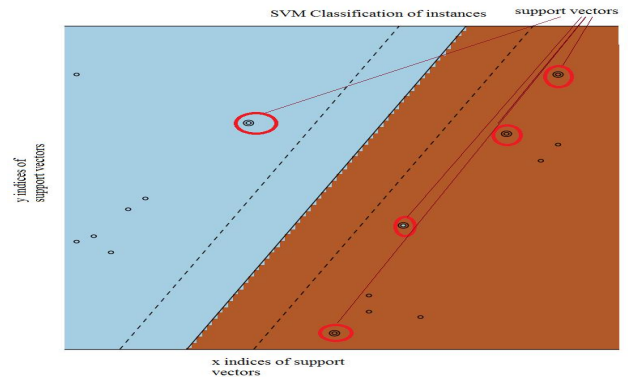 SVM Classification of instances
support vectors
y indices of
support vectors
x indices of support
vectors